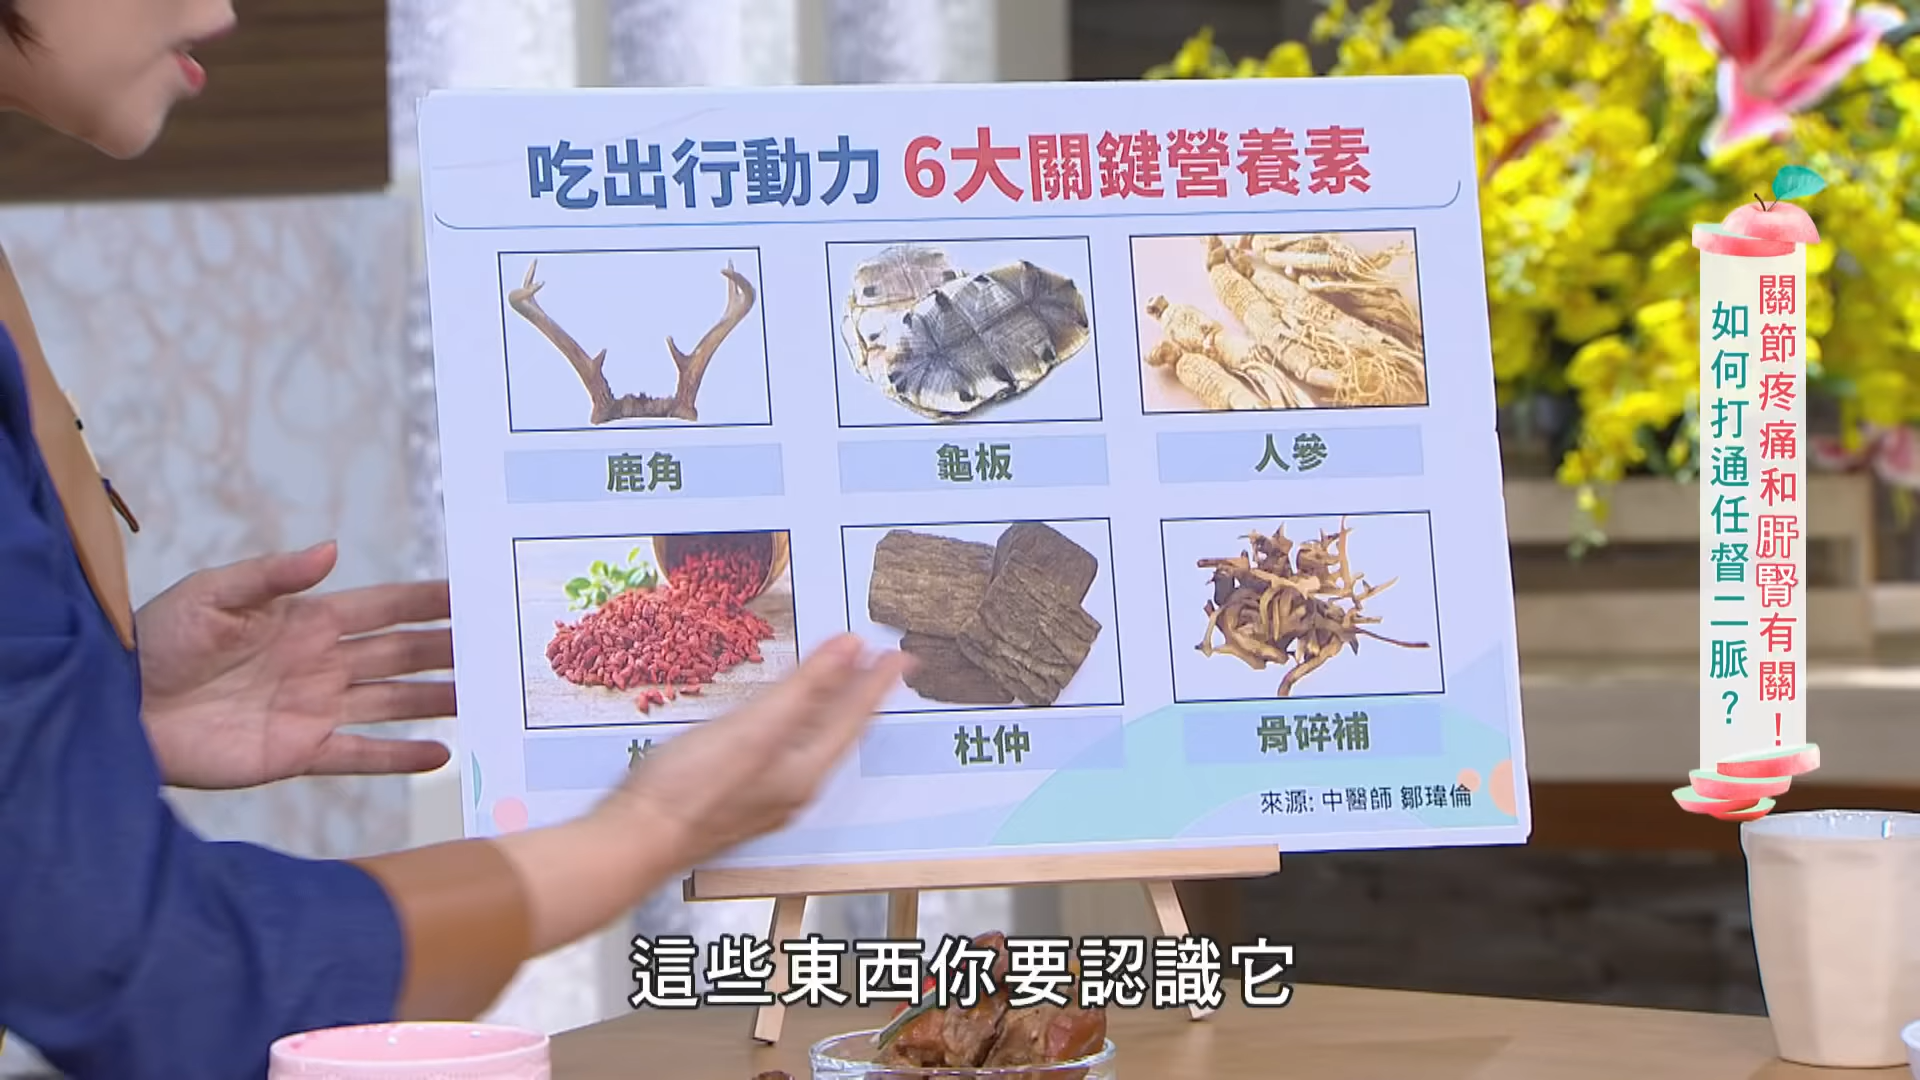 吃出行動力 6大關鍵營養素
鹿角
龜板
人參
杜仲
骨碎補
來源: 中醫師 鄒瑋倫
關節疼痛和肝腎有關！
如何打通任督二脈？
這些東西你要認識它